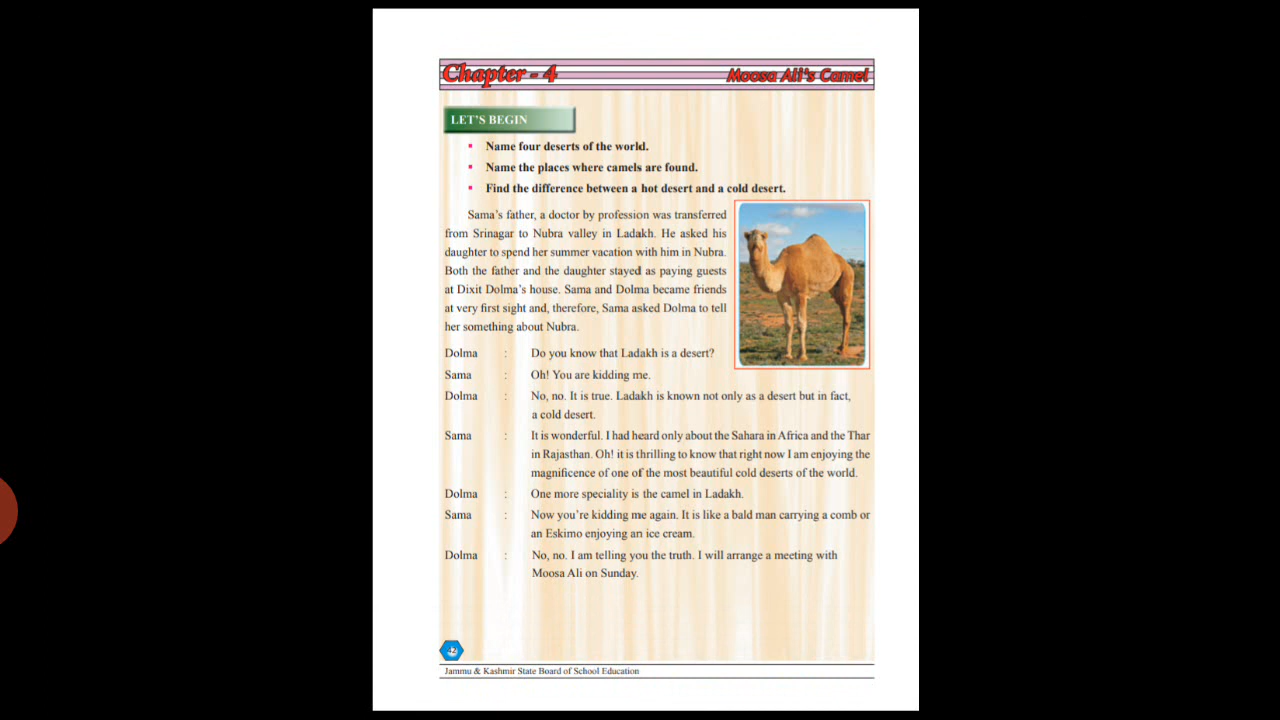 Chapter - 4
Moosa Ali's Camel
LET'S BEGIN
Name four deserts of the world.
Name the places where camels are found.
Find the difference between a hot desert and a cold desert.
Sama's father, a doctor by profession was transferred
from Srinagar to Nubra valley in Ladakh. He asked his
daughter to spend her summer vacation with him in Nubra.
Both the father and the daughter stayed as paying guests
at Dixit Dolma's house. Sama and Dolma became friends
at very first sight and, therefore, Sama asked Dolma to tell
her something about Nubra.
Dolma : Do you know that Ladakh is a desert?
Sama : Oh! You are kidding me.
Dolma : No, no. It is true. Ladakh is known not only as a desert but in fact,
a cold desert.
Sama : It is wonderful. I had heard only about the Sahara in Africa and the Thar
in Rajasthan. Oh! it is thrilling to know that right now I am enjoying the
magnificence of one of the most beautiful cold deserts of the world.
Dolma : One more speciality is the camel in Ladakh.
Sama : Now you're kidding me again. It is like a bald man carrying a comb or
an Eskimo enjoying an ice cream.
Dolma : No, no. I am telling you the truth. I will arrange a meeting with
Moosa Ali on Sunday.
42
Jammu & Kashmir State Board of School Education